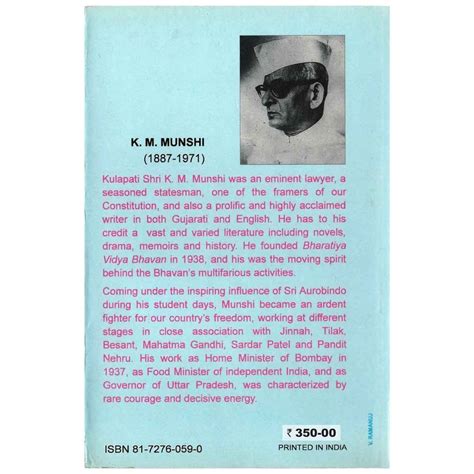 K. M. MUNSHI
(1887-1971)
Kulapati Shri K. M. Munshi was an eminent lawyer, a
seasoned statesman, one of the framers of our
Constitution, and also a prolific and highly acclaimed
writer in both Gujarati and English. He has to his
credit a vast and varied literature including novels,
drama, memoirs and history. He founded Bharatiya
Vidya Bhavan in 1938, and his was the moving spirit
behind the Bhavan's multifarious activities.
Coming under the inspiring influence of Sri Aurobindo
during his student days, Munshi became an ardent
fighter for our country's freedom, working at different
stages in close association with Jinnah, Tilak,
Besant, Mahatma Gandhi, Sardar Patel and Pandit
Nehru. His work as Home Minister of Bombay in
1937, as Food Minister of independent India, and as
Governor of Uttar Pradesh, was characterized by
rare courage and decisive energy.
₹ 350-00
ISBN 81-7276-059-0
PRINTED IN INDIA
V. RAMANUJ